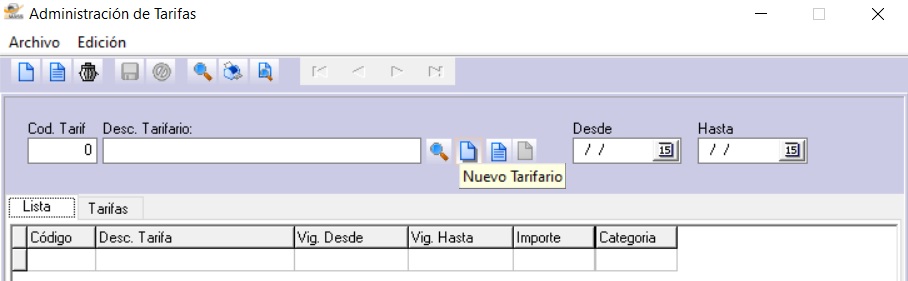 Administración de Tarifas
Archivo Edición
Cod. Tarif Desc. Tarifario: Desde Hasta
0 / / 15 / / 15
Nuevo Tarifario
Lista Tarifas
Código Desc. Tarifa Vig. Desde Vig. Hasta Importe Categoria